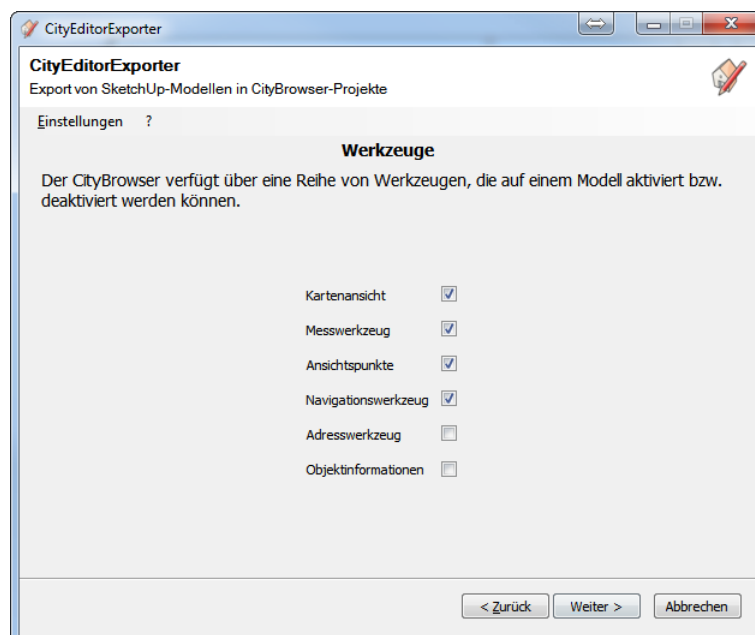 CityEditorExporter
CityEditorExporter
Export von SketchUp-Modellen in CityBrowser-Projekte
Einstellungen ?
Werkzeuge
Der CityBrowser verfügt über eine Reihe von Werkzeugen, die auf einem Modell aktiviert bzw.
deaktiviert werden können.
Kartenansicht
Messwerkzeug
Ansichtspunkte
Navigationswerkzeug
Adresswerkzeug
Objektinformationen
< Zurück Weiter > Abbrechen